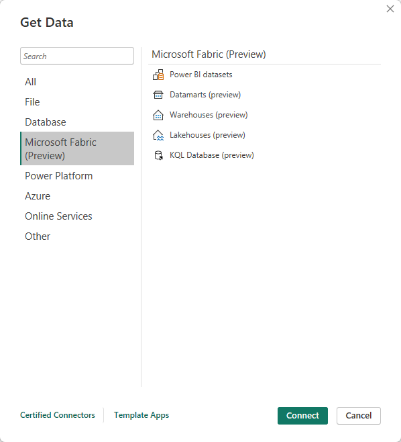 Get Data
Search
All
File
Database
Microsoft Fabric
(Preview)
Power Platform
Azure
Online Services
Other
Microsoft Fabric (Preview)
Power BI datasets
Datamarts (preview)
Warehouses (preview)
Lakehouses (preview)
KQL Database (preview)
Certified Connectors
Template Apps
Connect
Cancel